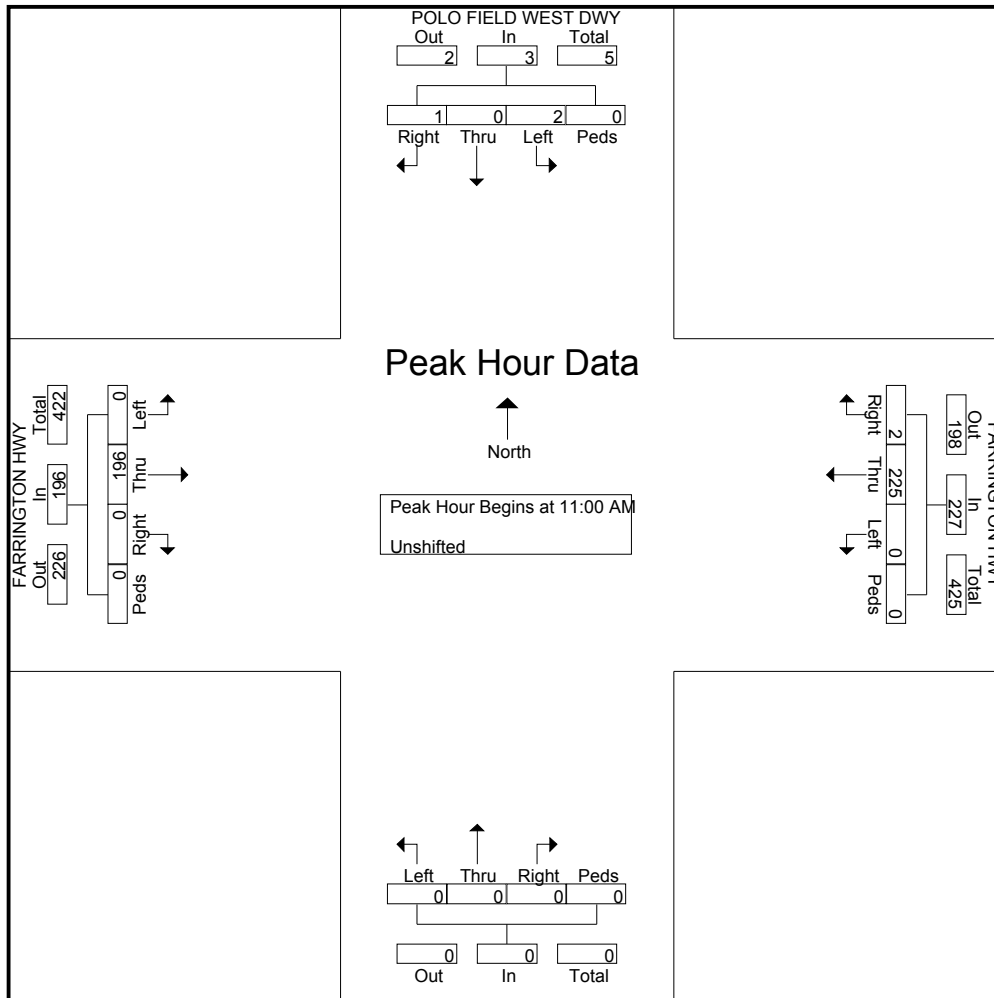 POLO FIELD WEST DWY
Out In Total
2 3 5
1 0 2 0
Right Thru Left Peds
Peak Hour Data
North
Peak Hour Begins at 11:00 AM
Unshifted
FARRINGTON HWY
Total In Out
422 196 226
0 196 0 0
Left Thru Right Peds
Right Thru Left Peds
2 225 0 0
198 227 425
Out In Total
FARRINGTON HWY
Left Thru Right Peds
0 0 0 0
0 0 0
Out In Total